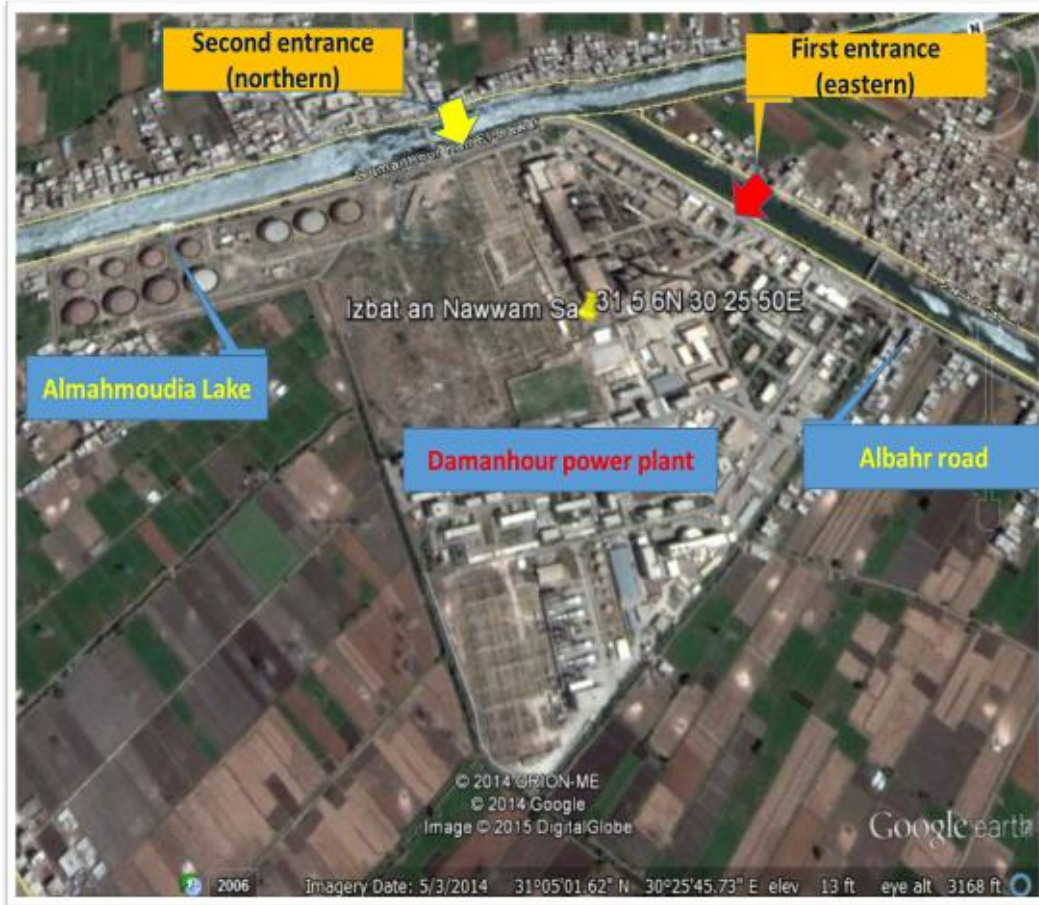 Second entrance
(northern)
First entrance
(eastern)
N
Izbat an Nawwam Sa
31 5 6N 30 25 50E
Almahmoudia Lake
Damanhour power plant
Albahr road
© 2014 ORION-ME
© 2014 Google
Image © 2015 DigitalGlobe
Google earth
2006
Imagery Date: 5/3/2014 31°05'01.62" N 30°25'45.73" E elev 13 ft eye alt 3168 ft